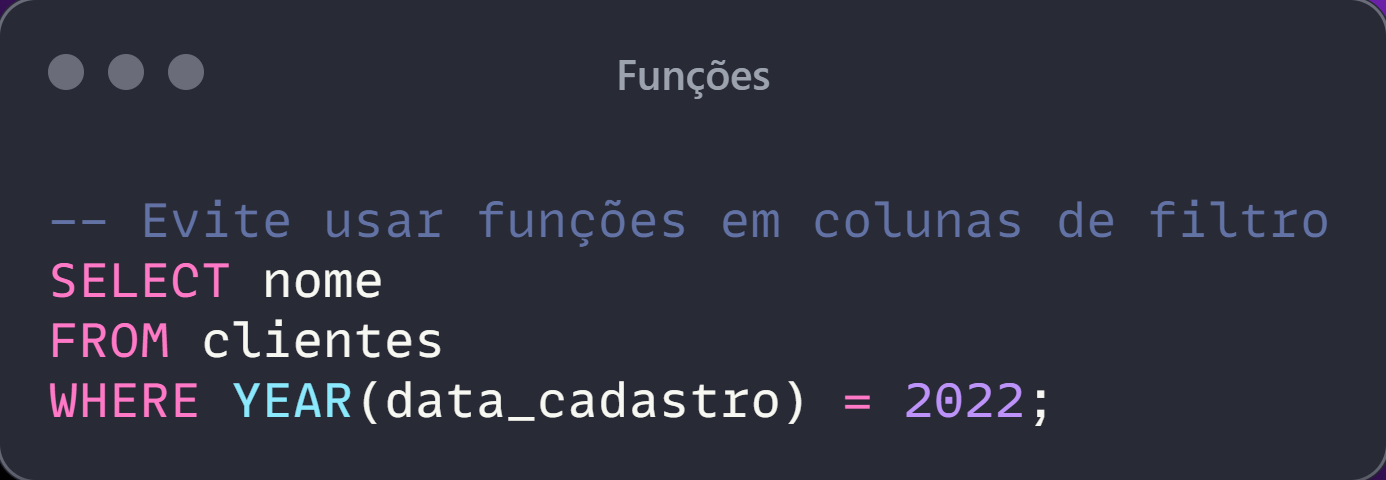 Funções
-- Evite usar funções em colunas de filtro
SELECT nome
FROM clientes
WHERE YEAR(data_cadastro) = 2022;